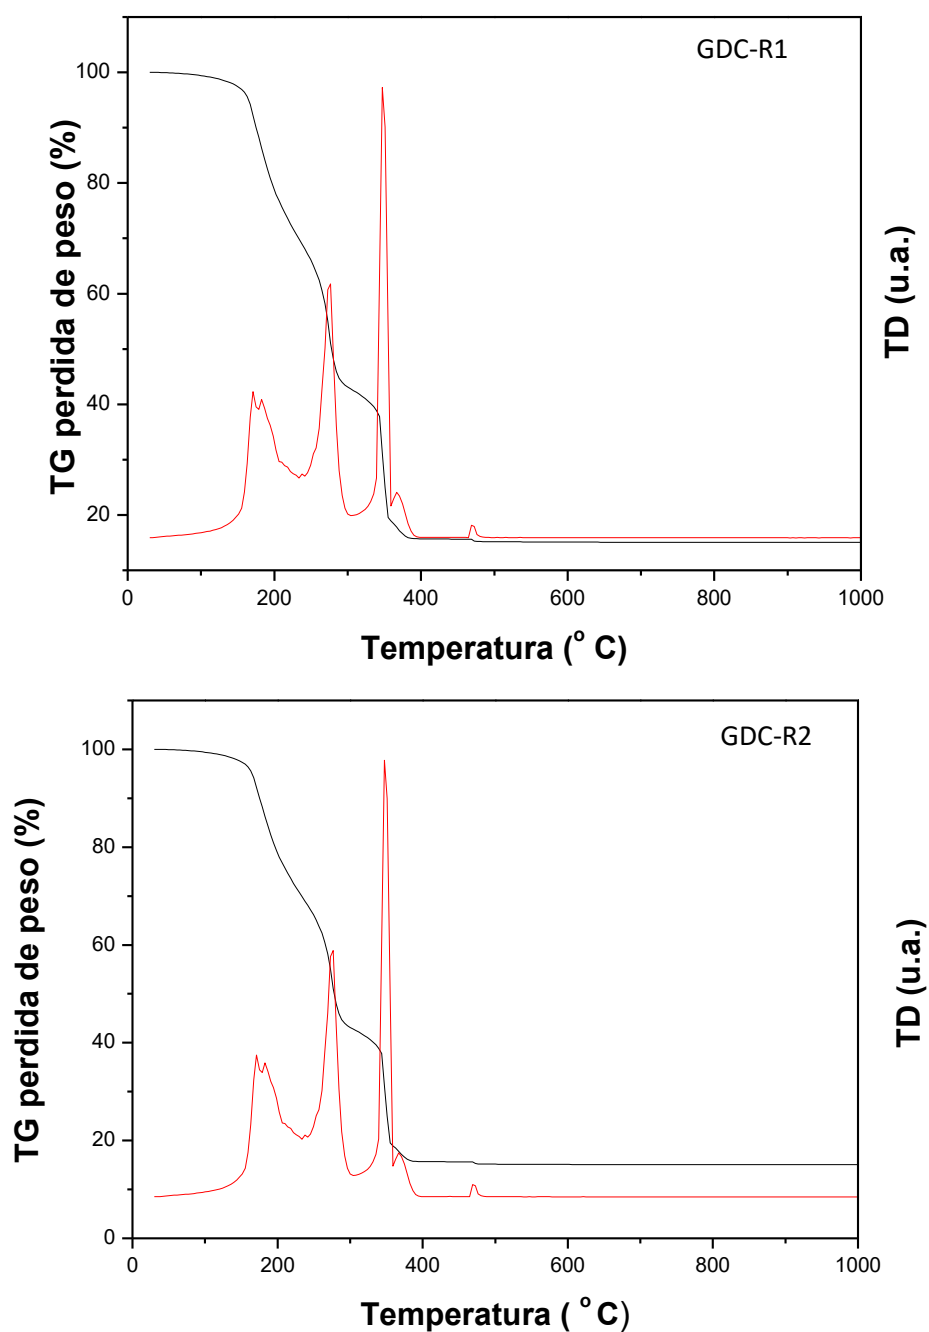 GDC-R1
100
80
60
40
20
TG perdida de peso (%)
TD (u.a.)
0 200 400 600 800 1000
Temperatura (° C)
GDC-R2
100
80
60
40
20
0
TG perdida de peso (%)
TD (u.a.)
0 200 400 600 800 1000
Temperatura ( ° C)